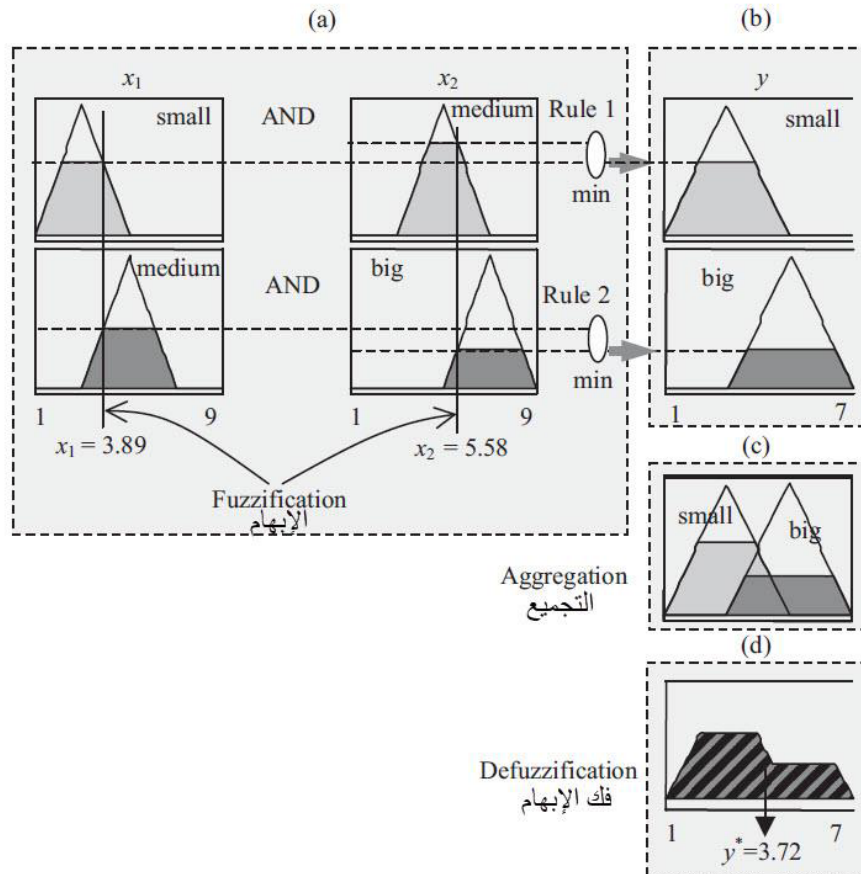 (a)
(b)
x₁
x₂
y
small
AND
medium
Rule 1
min
small
medium
AND
big
Rule 2
min
big
1
9
1
9
1
7
x₁ = 3.89
x₂ = 5.58
Fuzzification
الإبهام
(c)
small
big
Aggregation
التجميع
(d)
Defuzzification
فك الإبهام
1
7
y*=3.72